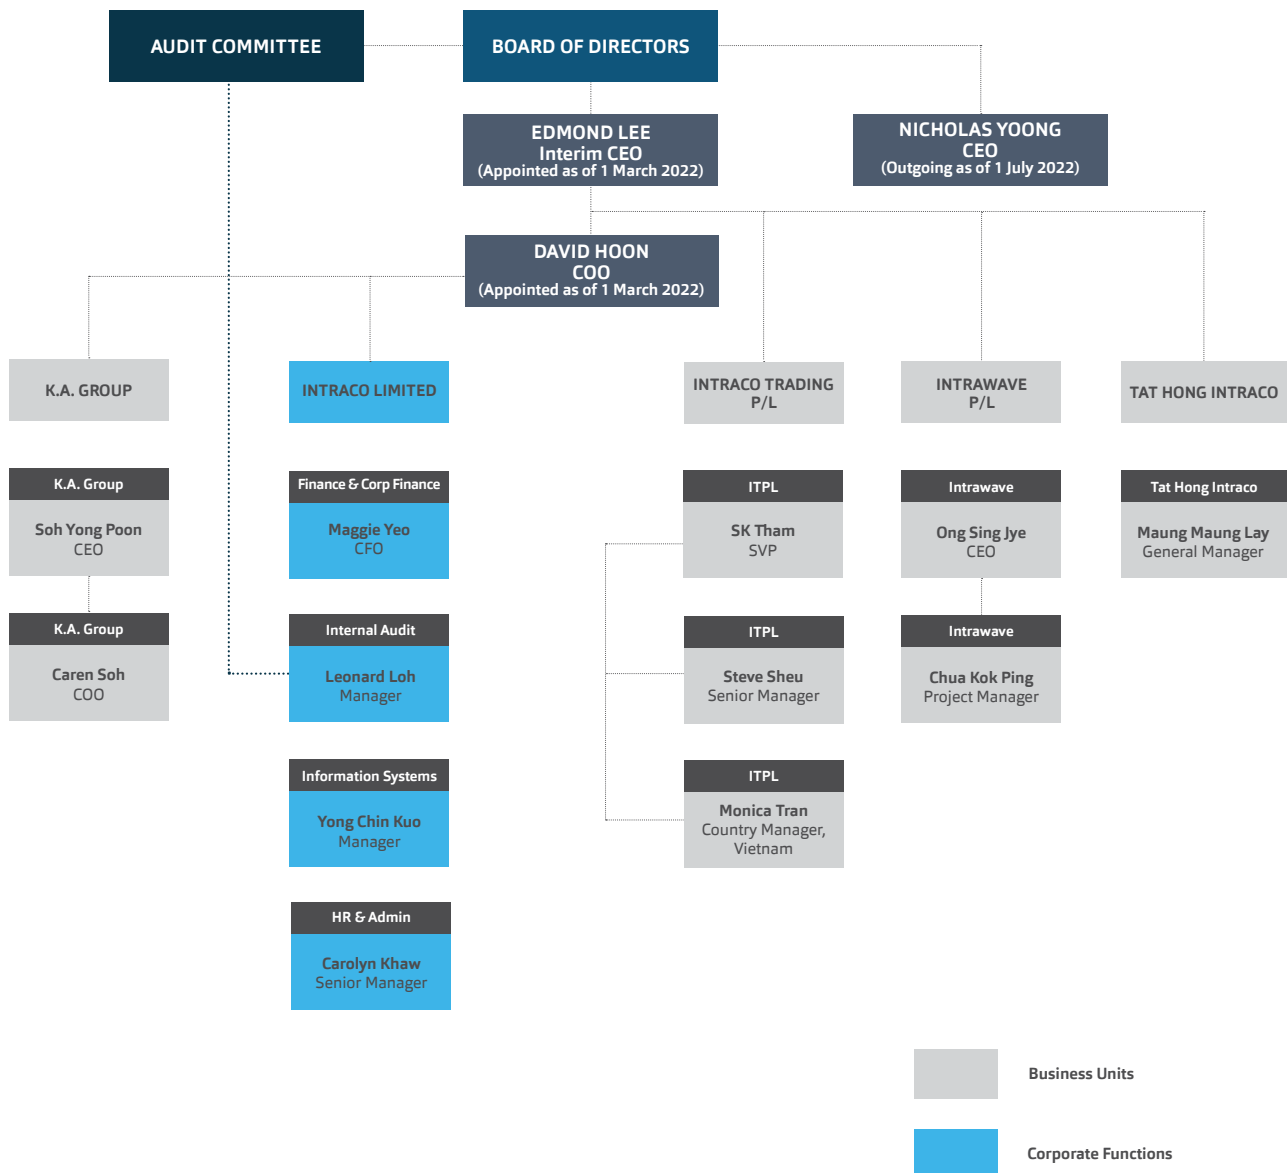 AUDIT COMMITTEE
BOARD OF DIRECTORS
EDMOND LEE
Interim CEO
(Appointed as of 1 March 2022)
NICHOLAS YOONG
CEO
(Outgoing as of 1 July 2022)
DAVID HOON
COO
(Appointed as of 1 March 2022)
K.A. GROUP
INTRACO LIMITED
INTRACO TRADING
P/L
INTRAWAVE
P/L
TAT HONG INTRACO
K.A. Group
Soh Yong Poon
CEO
K.A. Group
Caren Soh
COO
Finance & Corp Finance
Maggie Yeo
CFO
Internal Audit
Leonard Loh
Manager
Information Systems
Yong Chin Kuo
Manager
HR & Admin
Carolyn Khaw
Senior Manager
ITPL
SK Tham
SVP
ITPL
Steve Sheu
Senior Manager
ITPL
Monica Tran
Country Manager,
Vietnam
Intrawave
Ong Sing Jye
CEO
Intrawave
Chua Kok Ping
Project Manager
Tat Hong Intraco
Maung Maung Lay
General Manager
Business Units
Corporate Functions